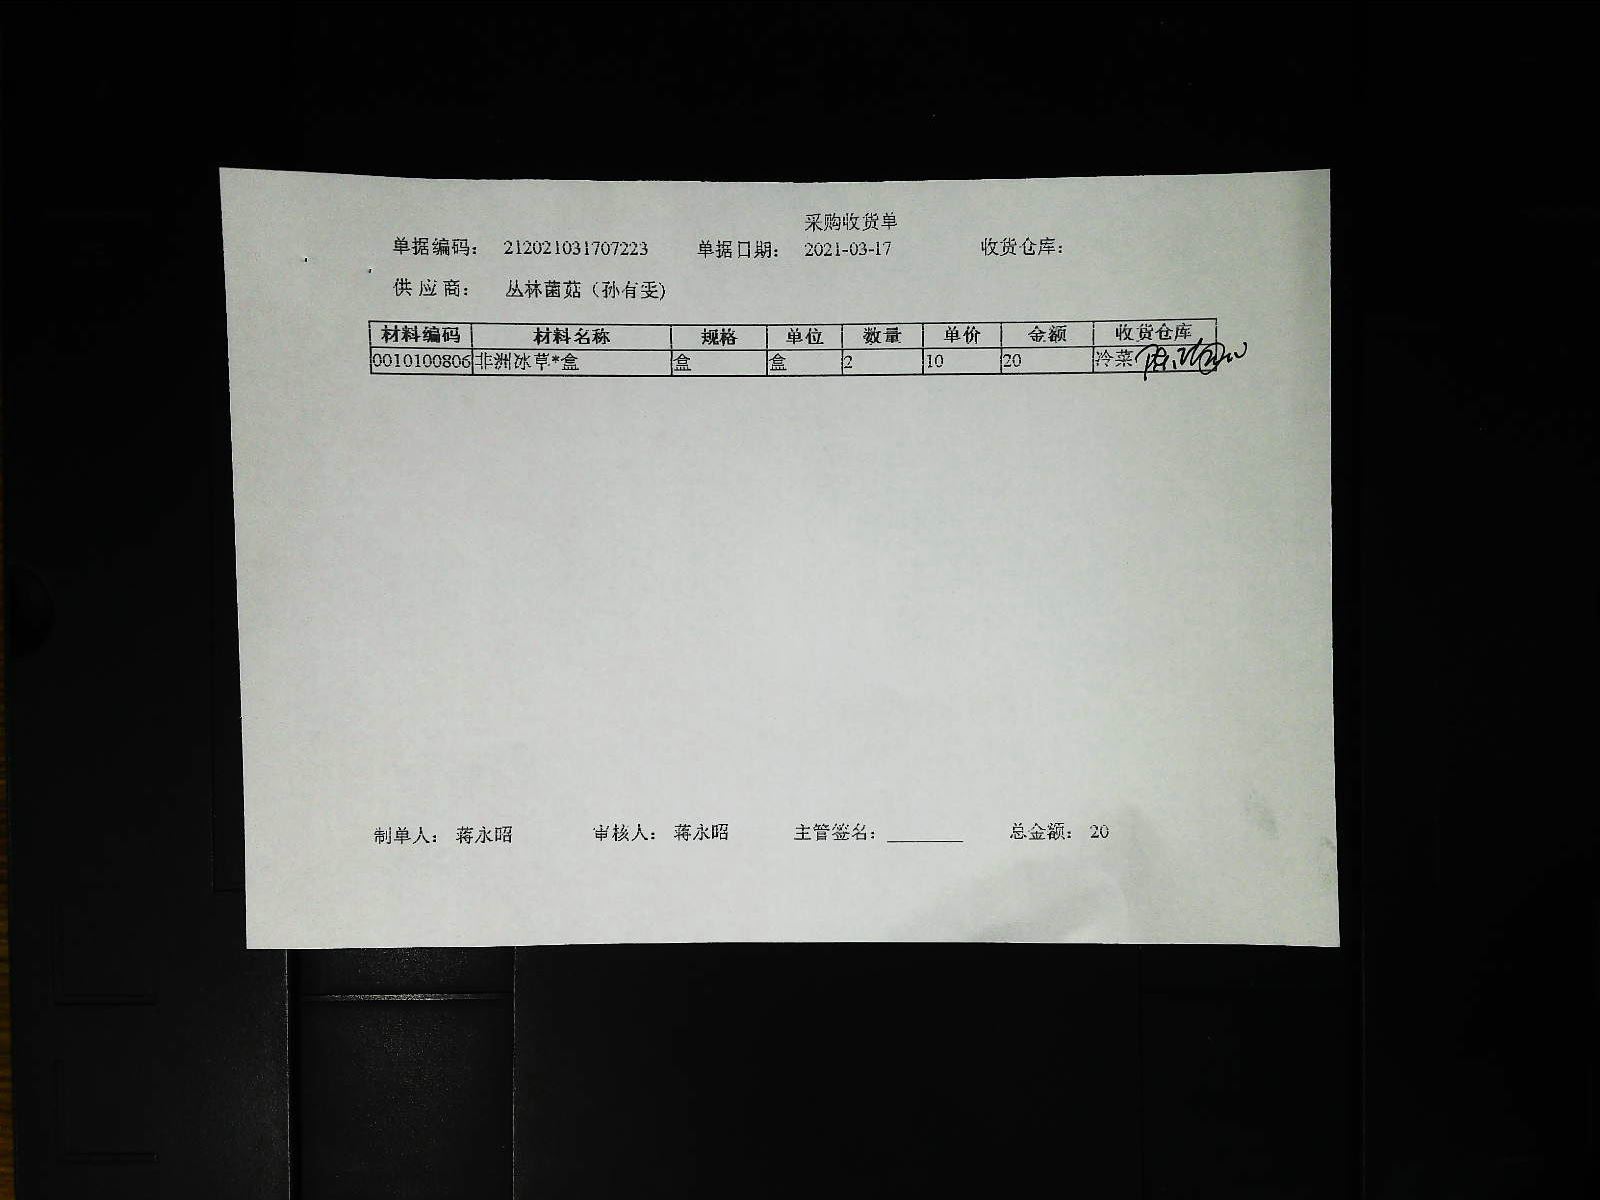 采购收货单
单据编码： 212021031707223 单据日期： 2021-03-17 收货仓库：
供 应 商： 丛林菌菇（孙有雯)
材料编码 材料名称 规格 单位 数量 单价 金额 收货仓库
0010100806 非洲冰草*盒 盒 盒 2 10 20 冷菜
制单人： 蒋永昭 审核人： 蒋永昭 主管签名：________ 总金额： 20